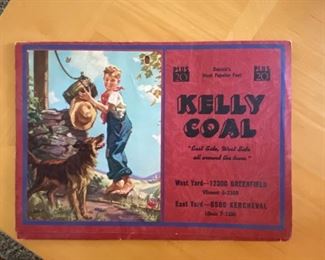 PLUS
20
Detroit's
Most Popular Fuel
PLUS
20
KELLY
COAL
"East Side, West Side
all around the town."
West Yard—12300 GREENFIELD
East Yard—6500 KERCHEVAL